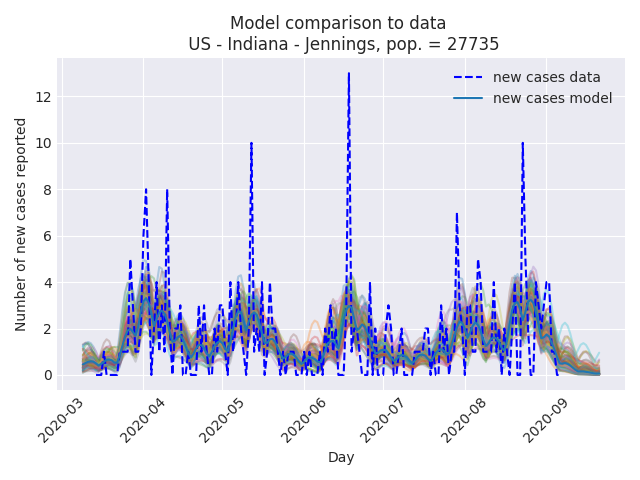 Model comparison to data
US - Indiana - Jennings, pop. = 27735
new cases data
new cases model
Number of new cases reported
12
10
8
6
4
2
0
2020-03
2020-04
2020-05
2020-06
2020-07
2020-08
2020-09
Day